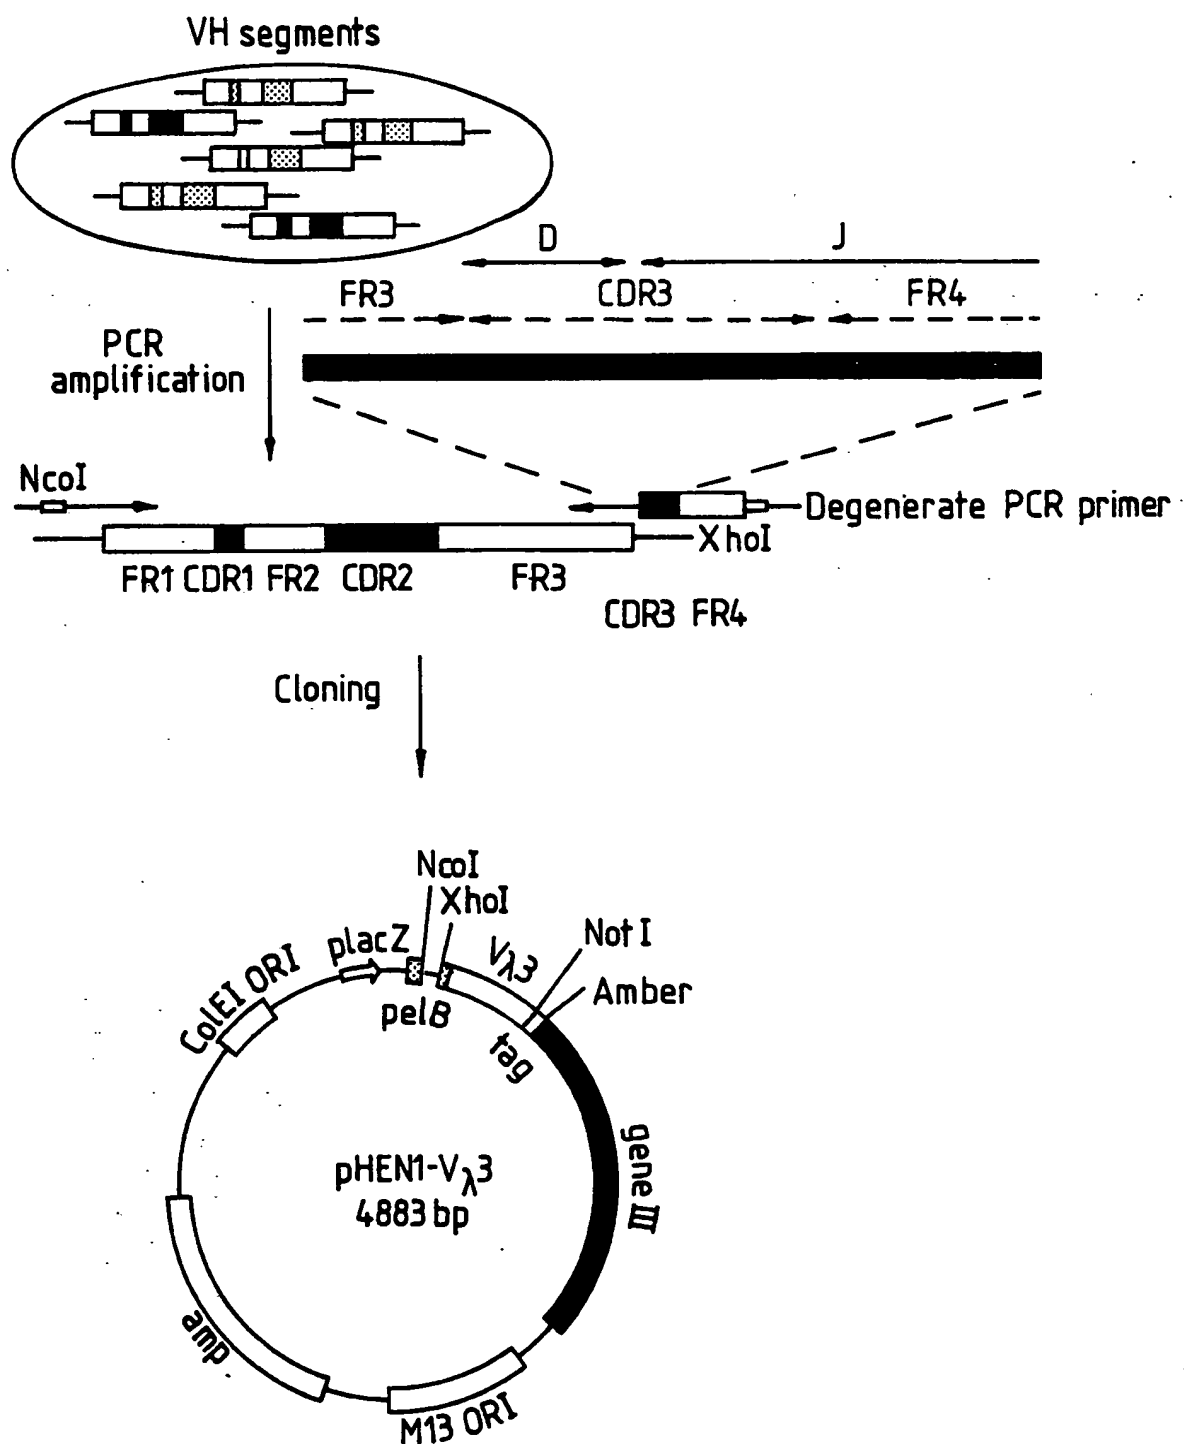 VH segments
D
J
FR3
CDR3
FR4
PCR
amplification
NcoI
Degenerate PCR primer
XhoI
FR1 CDR1 FR2 CDR2 FR3
CDR3 FR4
Cloning
NcoI
XhoI
Vλ3
NotI
Amber
placZ
pelB
ColEI ORI
tag
gene III
pHEN1-Vλ3
4883 bp
amp
M13 ORI